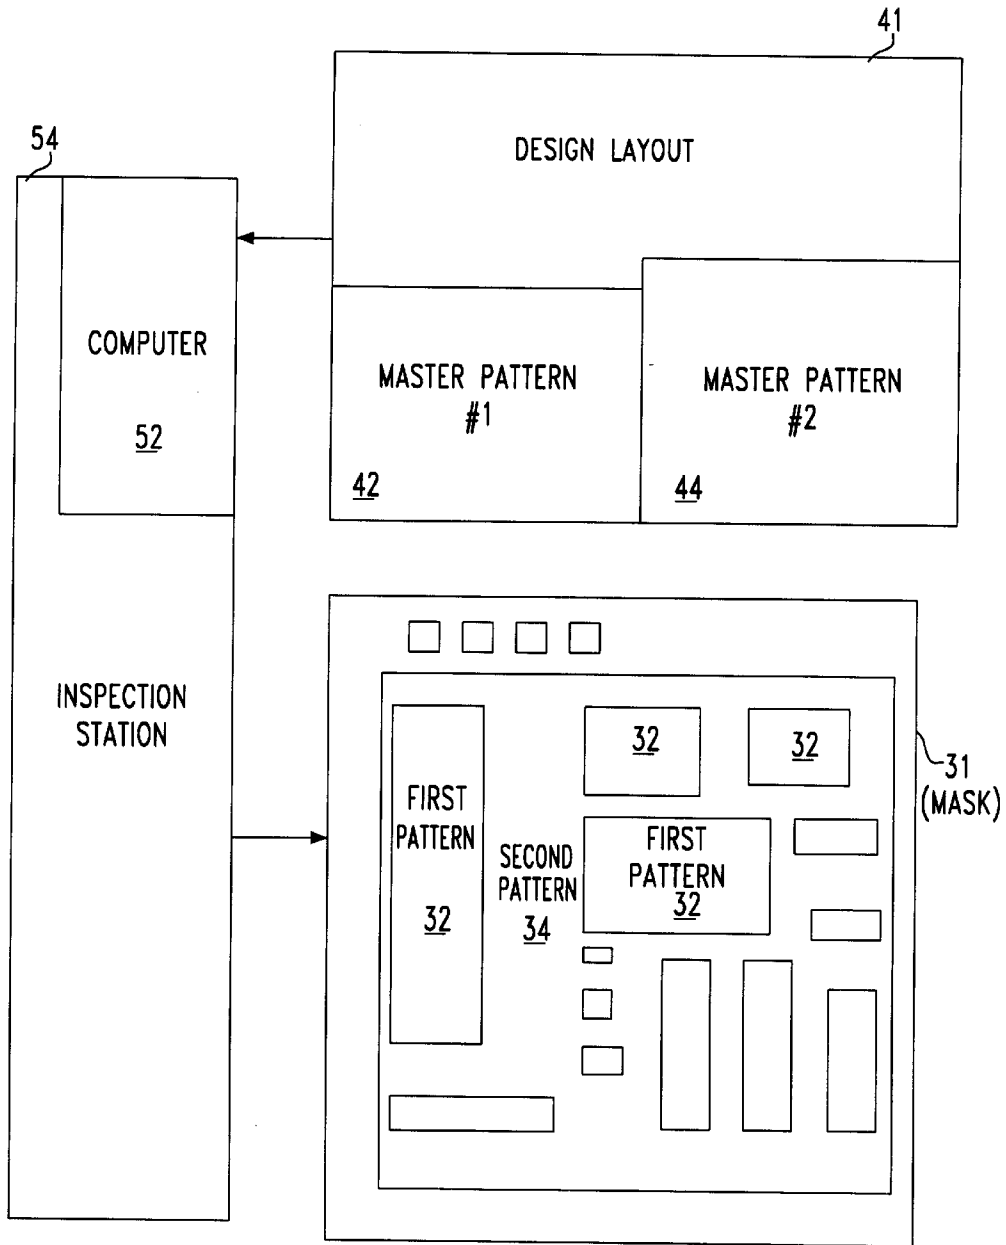 41
DESIGN LAYOUT
54
COMPUTER
52
MASTER PATTERN
#1
42
MASTER PATTERN
#2
44
INSPECTION
STATION
31
(MASK)
FIRST
PATTERN
32
SECOND
PATTERN
34
32
32
FIRST
PATTERN
32